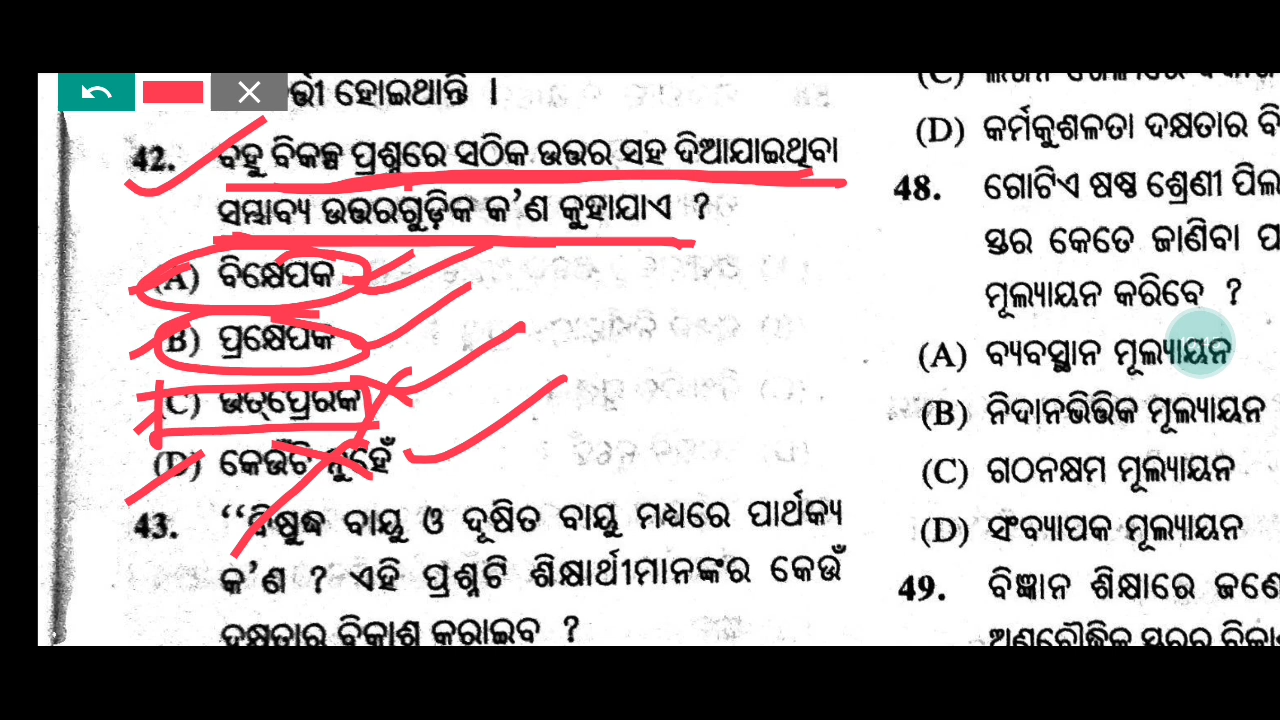 ହୋଇଥାନ୍ତି ।
42. ବହୁ ବିକଳ୍ପ ପ୍ରଶ୍ନରେ ସଠିକ ଉତ୍ତର ସହ ଦିଆଯାଇଥିବା
ସମ୍ଭାବ୍ୟ ଉତ୍ତରଗୁଡ଼ିକ କ’ଣ କୁହାଯାଏ ?
(A) ବିକ୍ଷେପକ
(B) ପ୍ରକ୍ଷେପକ
(C) ଉତ୍‌ପ୍ରେରକ
(D) କେଉଁଟି ନୁହେଁ
43. ‘‘ବିଶୁଦ୍ଧ ବାୟୁ ଓ ଦୂଷିତ ବାୟୁ ମଧ୍ୟରେ ପାର୍ଥକ୍ୟ
କ’ଣ ? ଏହି ପ୍ରଶ୍ନଟି ଶିକ୍ଷାର୍ଥୀମାନଙ୍କର କେଉଁ
ଦକ୍ଷତାର ବିକାଶ କରାଇବ ?
(C)
(D) କର୍ମକୁଶଳତା ଦକ୍ଷତାର
48. ଗୋଟିଏ ଷଷ୍ଠ ଶ୍ରେଣୀ
ସ୍ତର କେତେ ଜାଣିବା
ମୂଲ୍ୟାୟନ କରିବେ ?
(A) ବ୍ୟବସ୍ଥାନ ମୂଲ୍ୟାୟନ
(B) ନିଦାନଭିତ୍ତିକ ମୂଲ୍ୟାୟନ
(C) ଗଠନକ୍ଷମ ମୂଲ୍ୟାୟନ
(D) ସଂବ୍ୟାପକ ମୂଲ୍ୟାୟନ
49. ବିଜ୍ଞାନ ଶିକ୍ଷାରେ